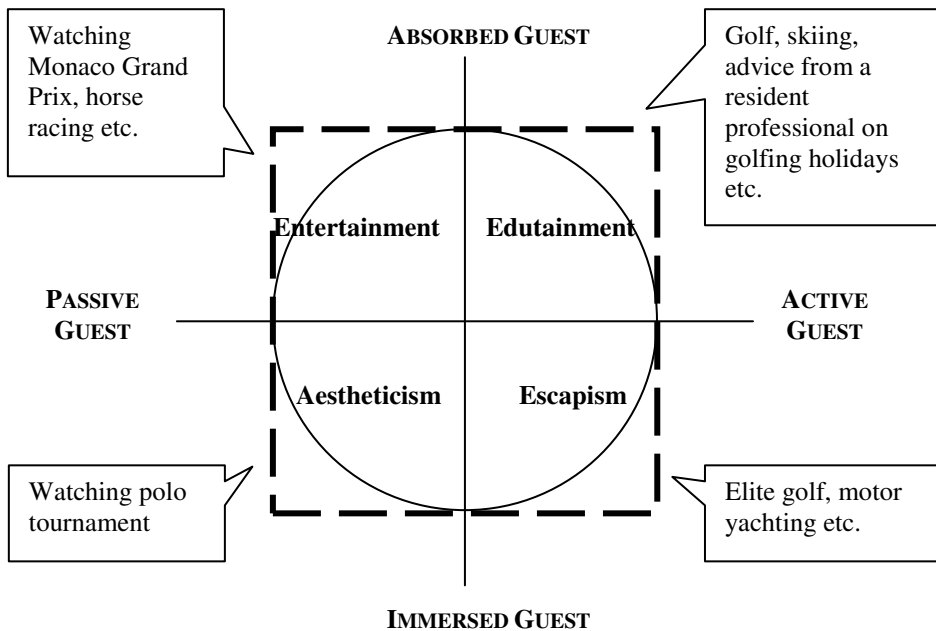 Watching
Monaco Grand
Prix, horse
racing etc.
ABSORBED GUEST
Golf, skiing,
advice from a
resident
professional on
golfing holidays
etc.
Entertainment
Edutainment
PASSIVE
GUEST
ACTIVE
GUEST
Aestheticism
Escapism
Watching polo
tournament
Elite golf, motor
yachting etc.
IMMERSED GUEST